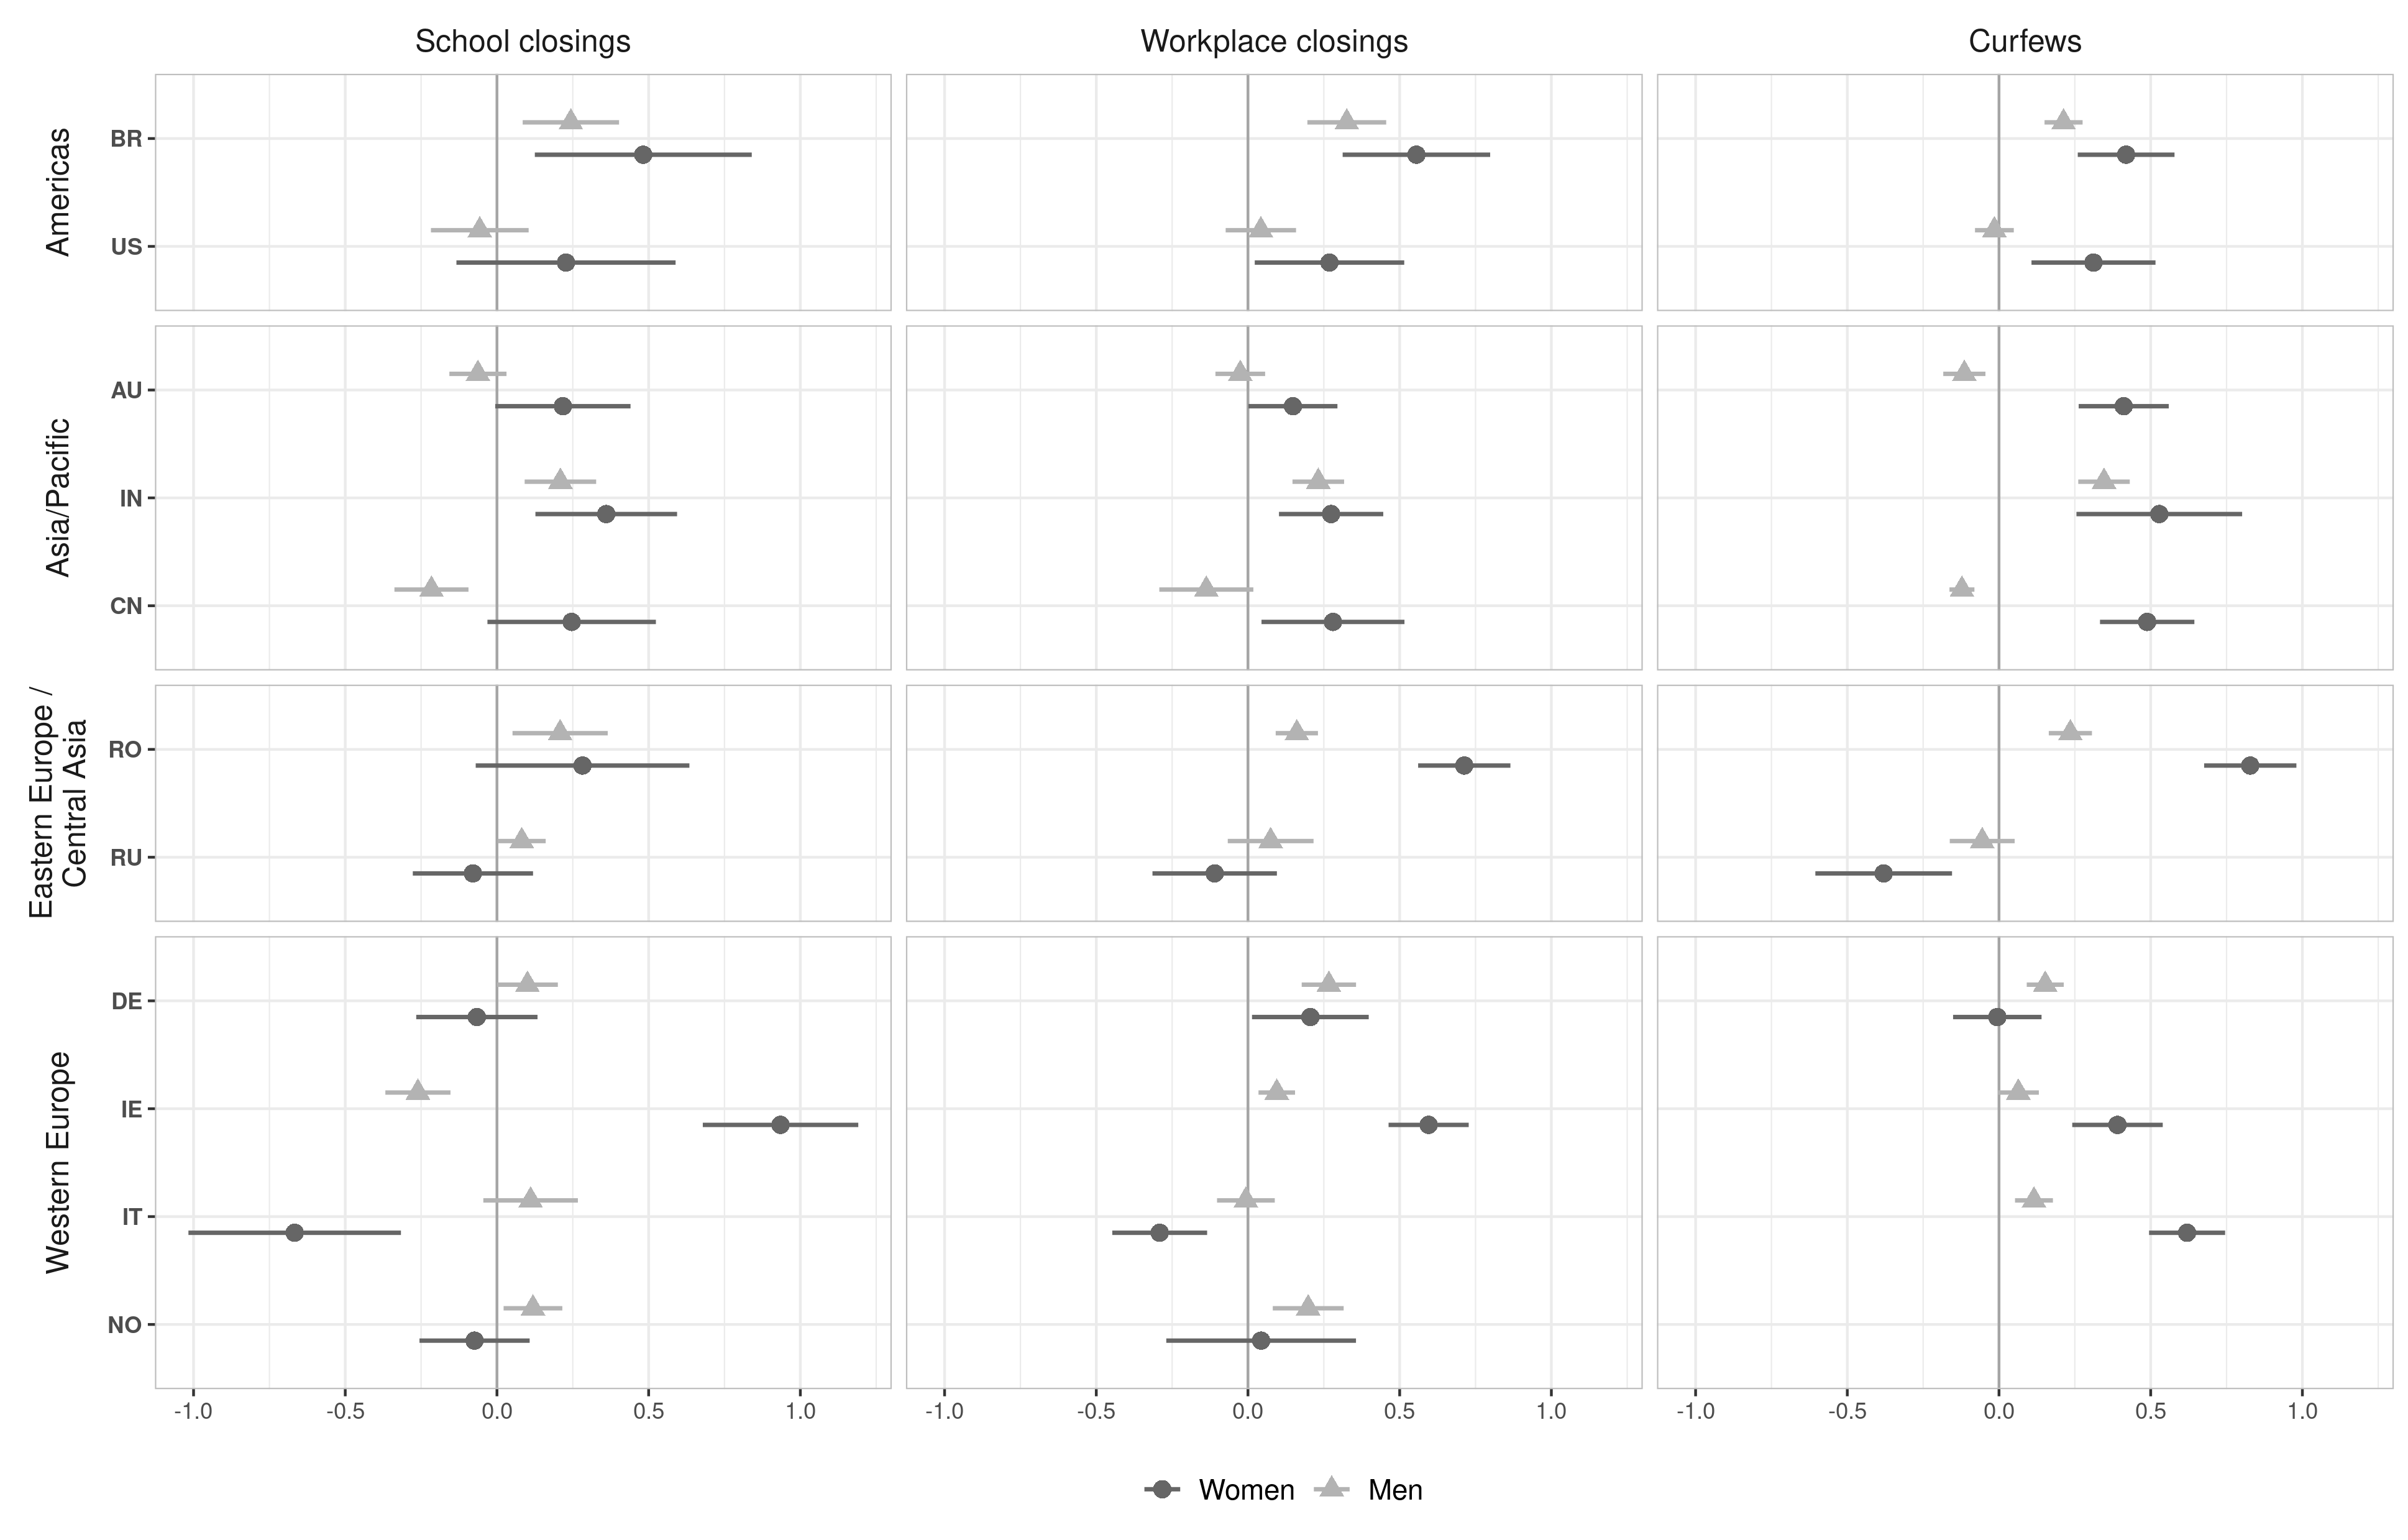 School closings Workplace closings Curfews
Americas
BR
US
Asia/Pacific
AU
IN
CN
Eastern Europe /
Central Asia
RO
RU
Western Europe
DE
IE
IT
NO
-1.0 -0.5 0.0 0.5 1.0 -1.0 -0.5 0.0 0.5 1.0 -1.0 -0.5 0.0 0.5 1.0
Women Men